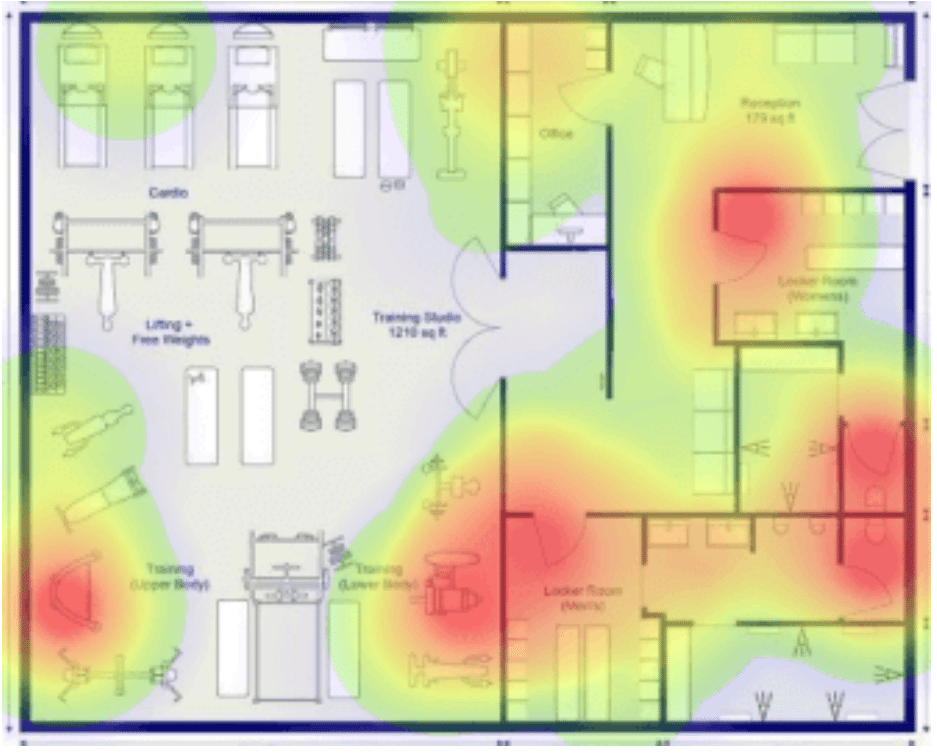 Reception
179 sq ft
Office
Cardio
Locker Room
(Womens)
Training Studio
1210 sq ft
Lifting +
Free Weights
Training
(Upper Body)
Training
(Lower Body)
Locker Room
(Men's)